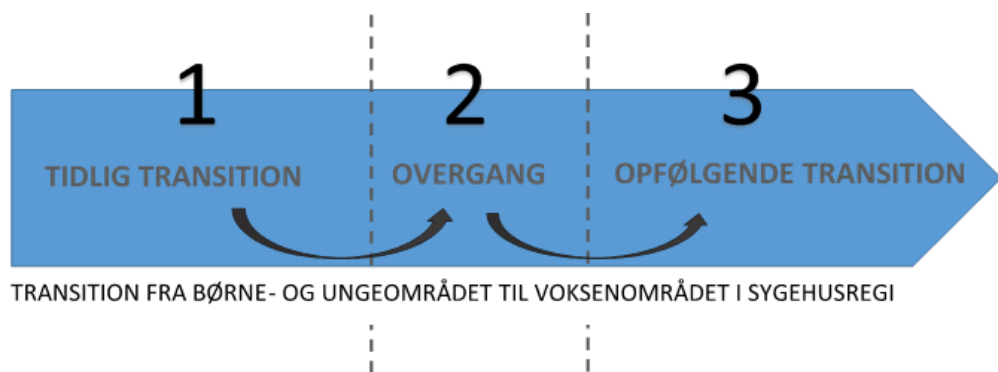 1 2 3
TIDLIG TRANSITION OVERGANG OPFØLGENDE TRANSITION
TRANSITION FRA BØRNE- OG UNGEOMRÅDET TIL VOKSENOMRÅDET I SYGEHUSREGI